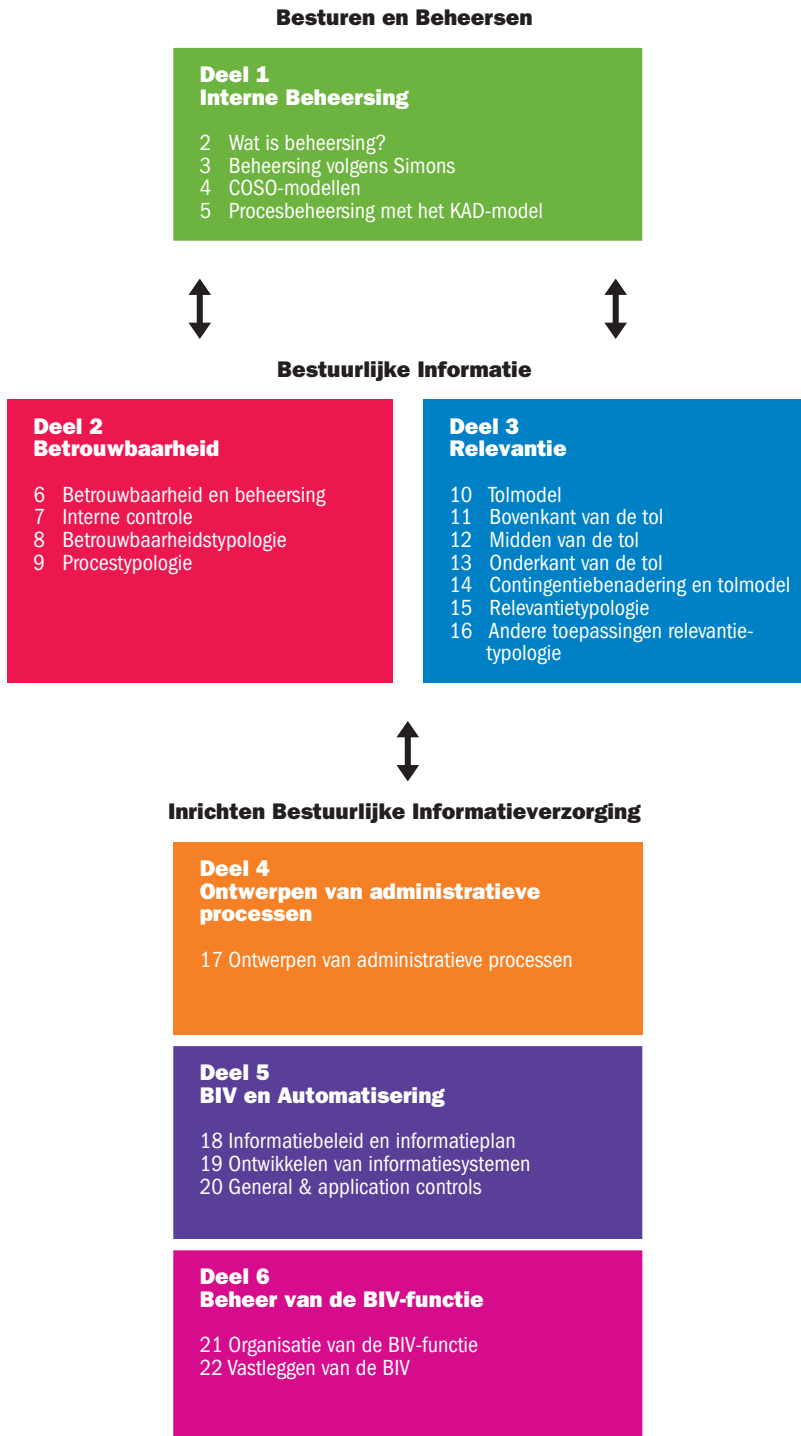 Besturen en Beheersen
Deel 1
Interne Beheersing
2 Wat is beheersing?
3 Beheersing volgens Simons
4 COSO-modellen
5 Procesbeheersing met het KAD-model
Bestuurlijke Informatie
Deel 2
Betrouwbaarheid
6 Betrouwbaarheid en beheersing
7 Interne controle
8 Betrouwbaarheidstypologie
9 Procestypologie
Deel 3
Relevantie
10 Tolmodel
11 Bovenkant van de tol
12 Midden van de tol
13 Onderkant van de tol
14 Contingentiebenadering en tolmodel
15 Relevantietypologie
16 Andere toepassingen relevantie-
typologie
Inrichten Bestuurlijke Informatieverzorging
Deel 4
Ontwerpen van administratieve
processen
17 Ontwerpen van administratieve processen
Deel 5
BIV en Automatisering
18 Informatiebeleid en informatieplan
19 Ontwikkelen van informatiesystemen
20 General & application controls
Deel 6
Beheer van de BIV-functie
21 Organisatie van de BIV-functie
22 Vastleggen van de BIV